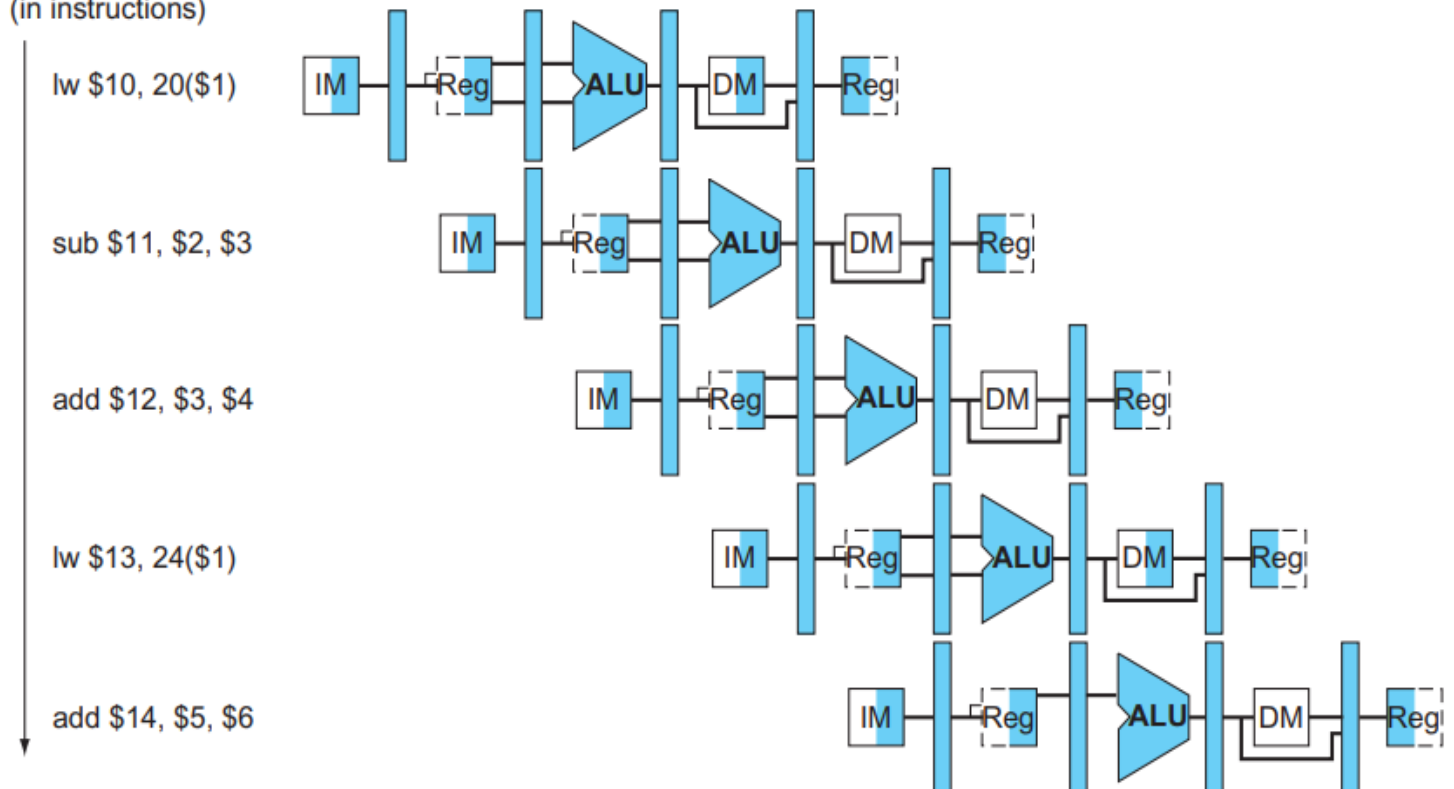 (in instructions)
lw $10, 20($1)
IM Reg ALU DM Reg
sub $11, $2, $3
IM Reg ALU DM Reg
add $12, $3, $4
IM Reg ALU DM Reg
lw $13, 24($1)
IM Reg ALU DM Reg
add $14, $5, $6
IM Reg ALU DM Reg